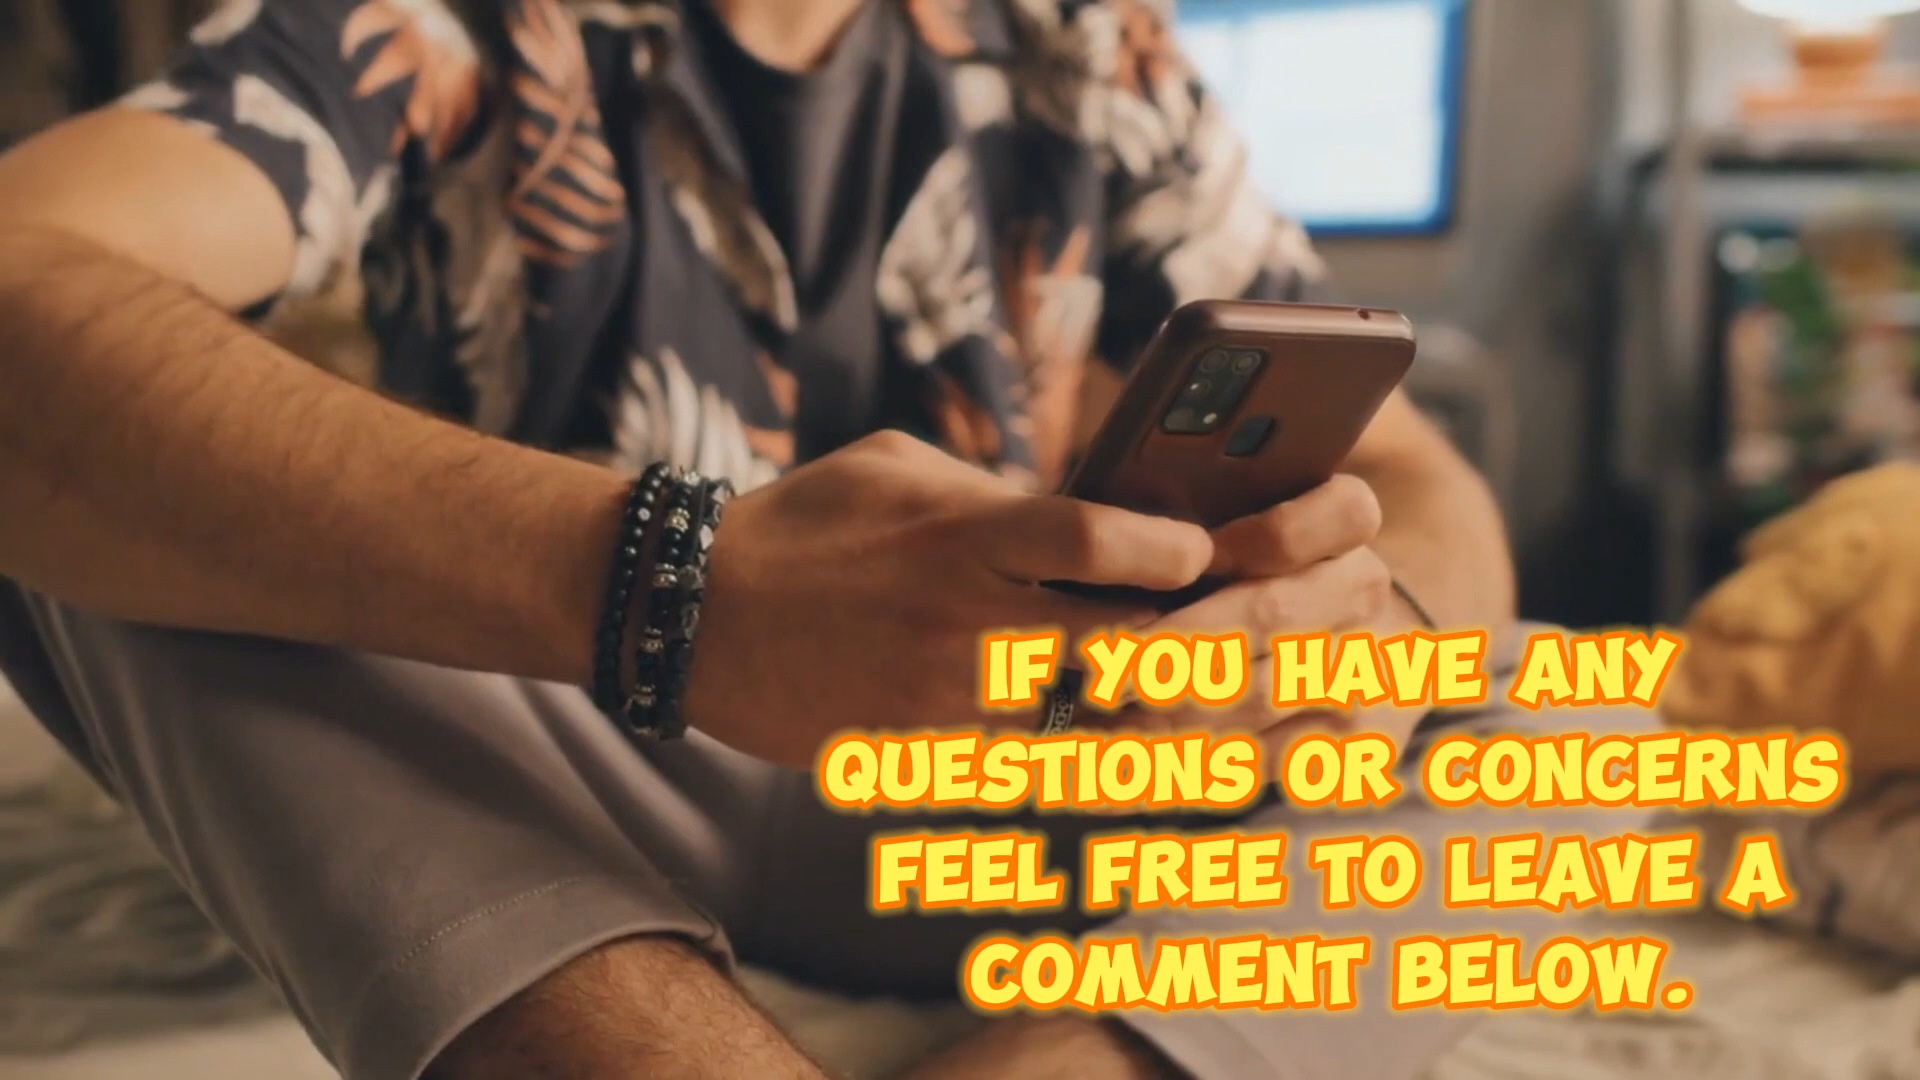 IF YOU HAVE ANY
QUESTIONS OR CONCERNS
FEEL FREE TO LEAVE A
COMMENT BELOW.